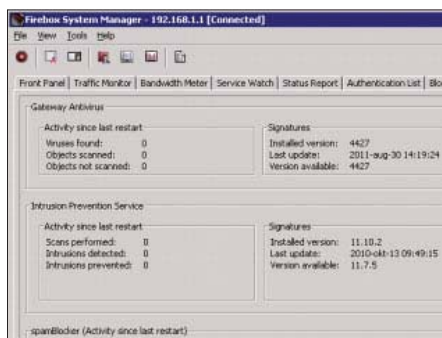 Firebox System Manager - 192.168.1.1 [Connected]
File View Tools Help
Front Panel Traffic Monitor Bandwidth Meter Service Watch Status Report Authentication List Blo
Gateway Antivirus
Activity since last restart
Viruses found: 0
Objects scanned: 0
Objects not scanned: 0
Signatures
Installed version: 4427
Last update: 2011-aug-30 14:19:24
Version available: 4427
Intrusion Prevention Service
Activity since last restart
Scans performed: 0
Intrusions detected: 0
Intrusions prevented: 0
Signatures
Installed version: 11.10.2
Last update: 2010-okt-13 09:49:15
Version available: 11.7.5
spamBlocker (Activity since last restart)